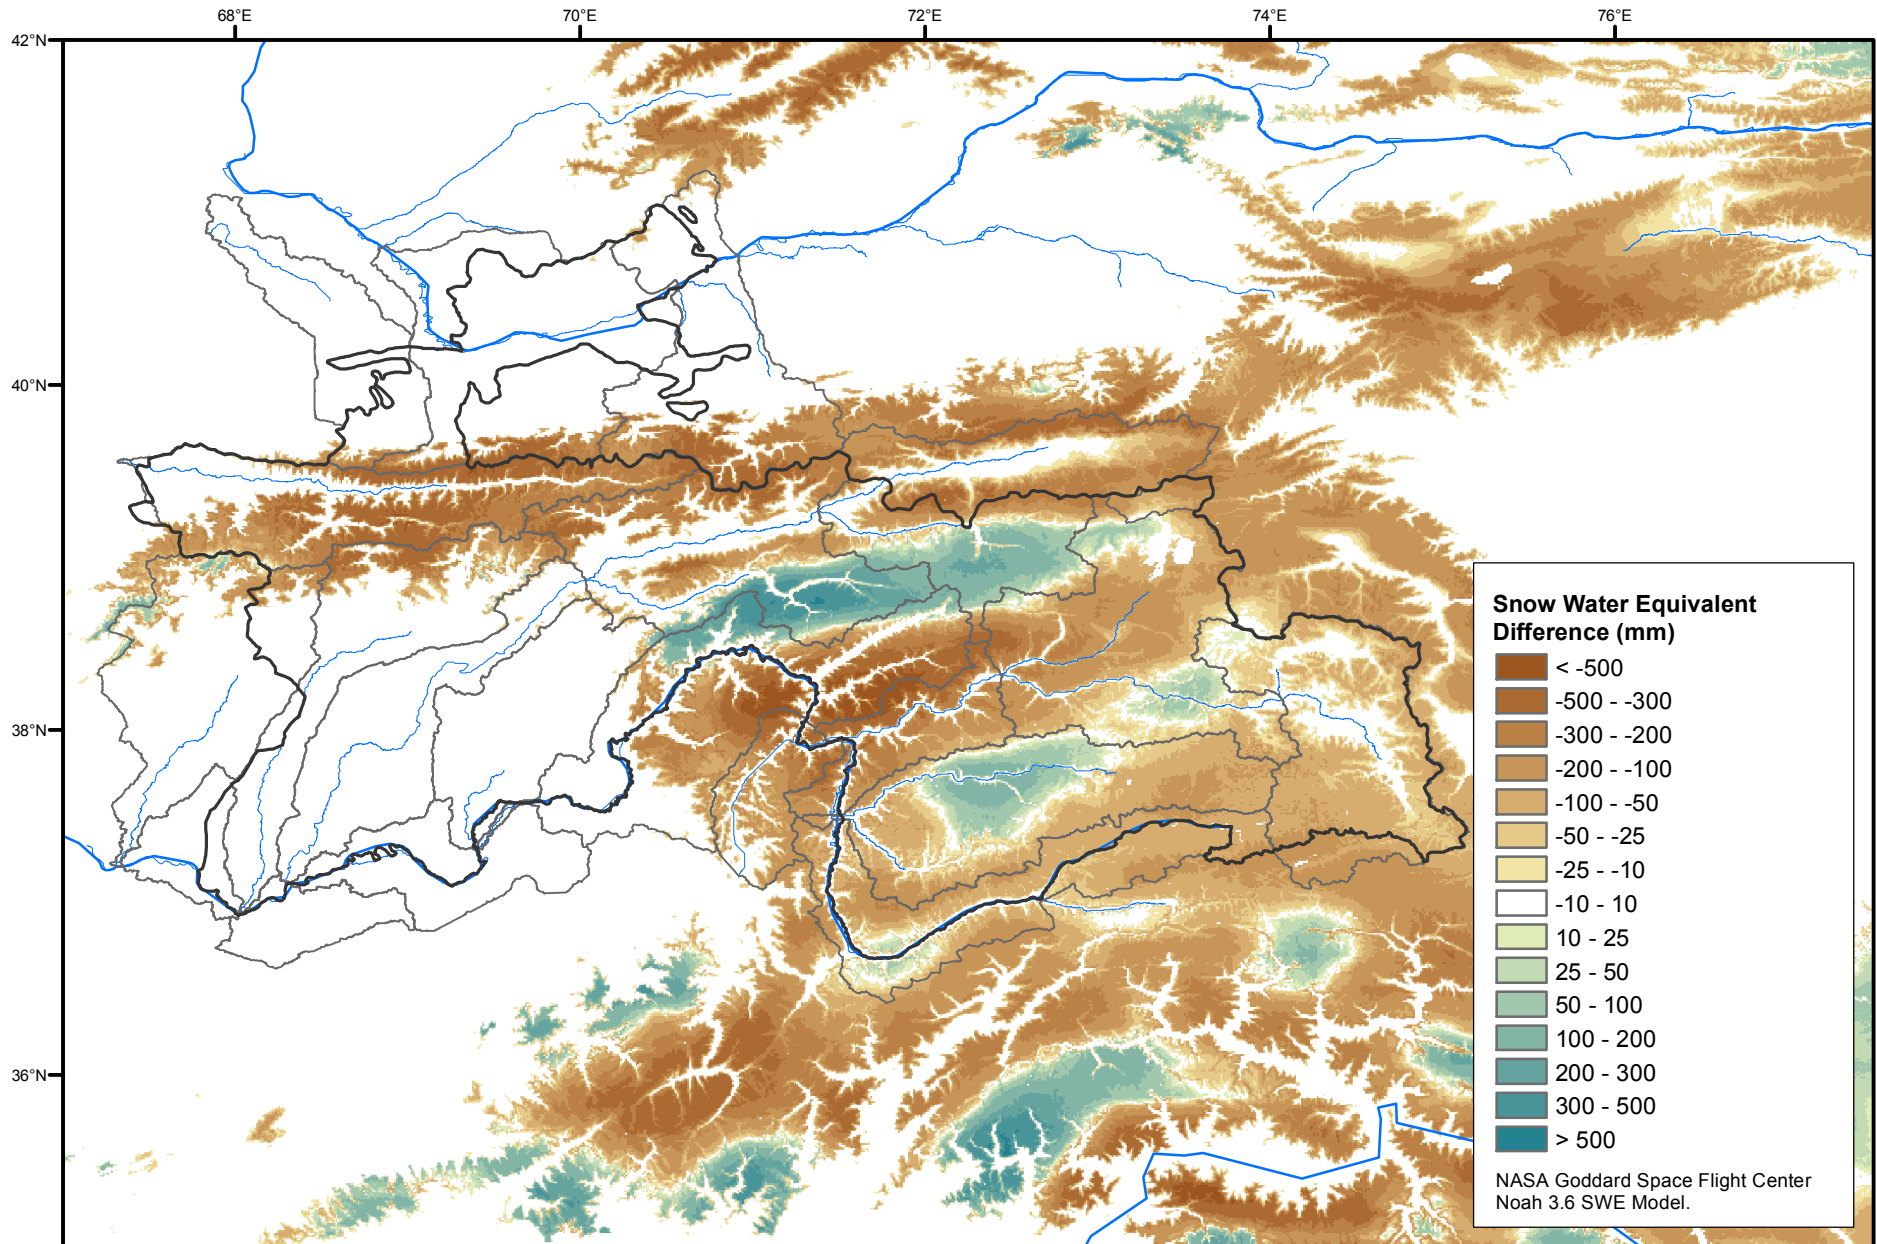 68°E 70°E 72°E 74°E 76°E
42°N
40°N
38°N
36°N
Snow Water Equivalent
Difference (mm)
< -500
-500 - -300
-300 - -200
-200 - -100
-100 - -50
-50 - -25
-25 - -10
-10 - 10
10 - 25
25 - 50
50 - 100
100 - 200
200 - 300
300 - 500
> 500
NASA Goddard Space Flight Center
Noah 3.6 SWE Model.